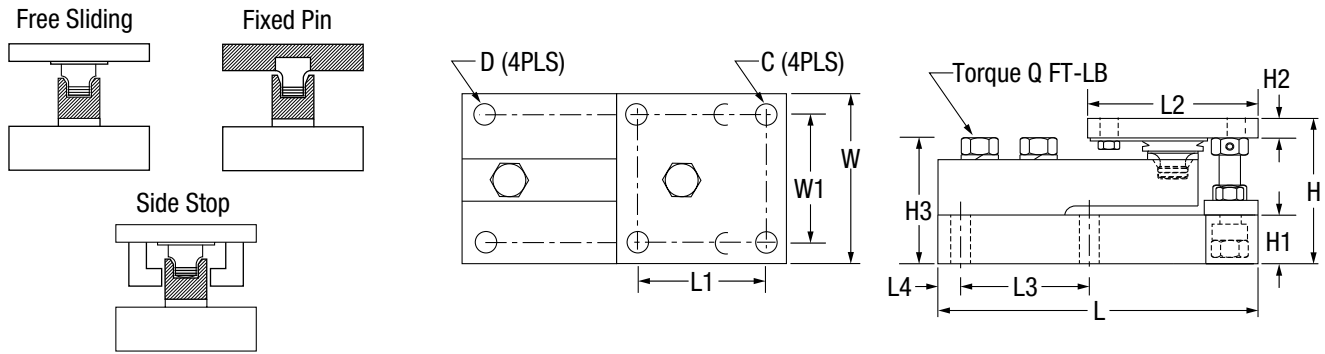 Free Sliding
Fixed Pin
Side Stop
D (4PLS)
C (4PLS)
W1
W
L1
Torque Q FT-LB
L2
H2
H3
H
H1
L4
L3
L